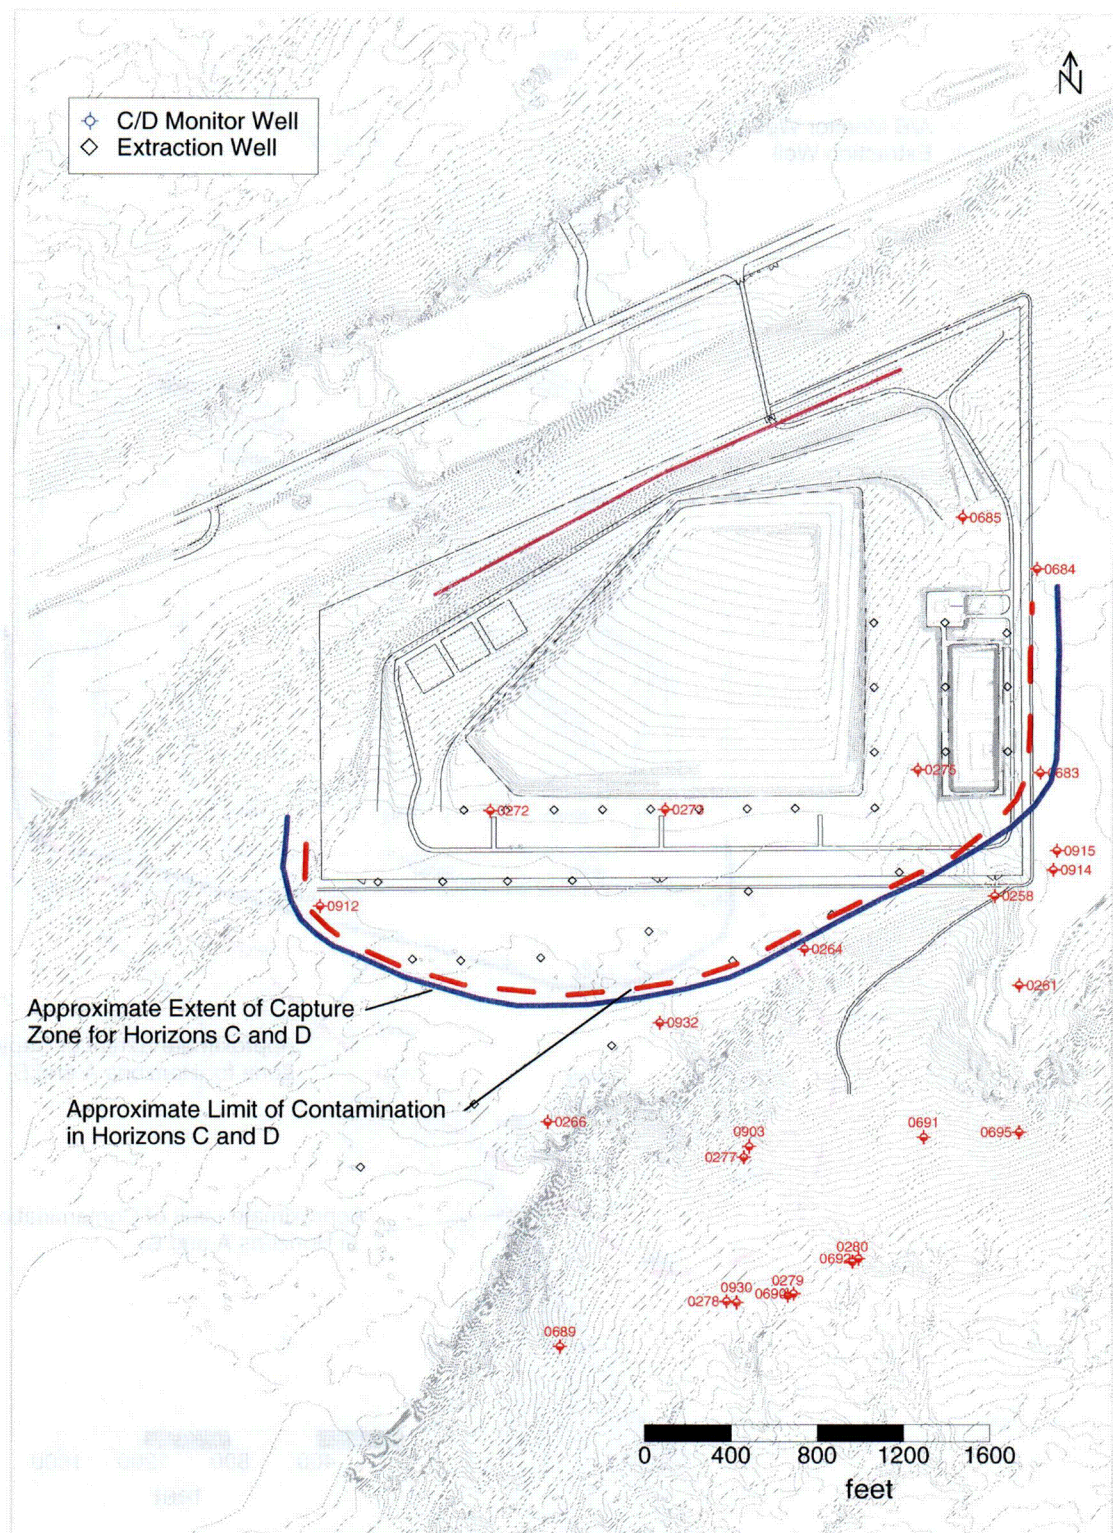 N
C/D Monitor Well
Extraction Well
0685
0684
0275
0683
0272
0273
0915
0914
0912
0258
0264
0261
Approximate Extent of Capture
Zone for Horizons C and D
0932
Approximate Limit of Contamination
in Horizons C and D
0266
0903
0691
0695
0277
0280
0692
0279
0930
0690
0278
0689
0 400 800 1200 1600
feet